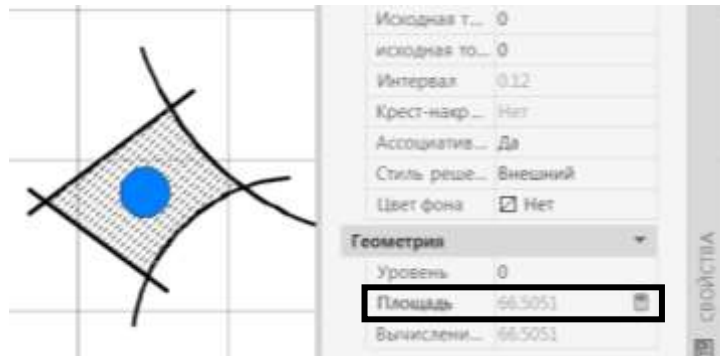 Исходная т... 0
исходная то... 0
Интервал 0.12
Крест-накр... Нет
Ассоциатив... Да
Стиль реше... Внешний
Цвет фона Нет
Геометрия
Уровень 0
Площадь 66.5051
Вычислени... 66.5051
СВОЙСТВА